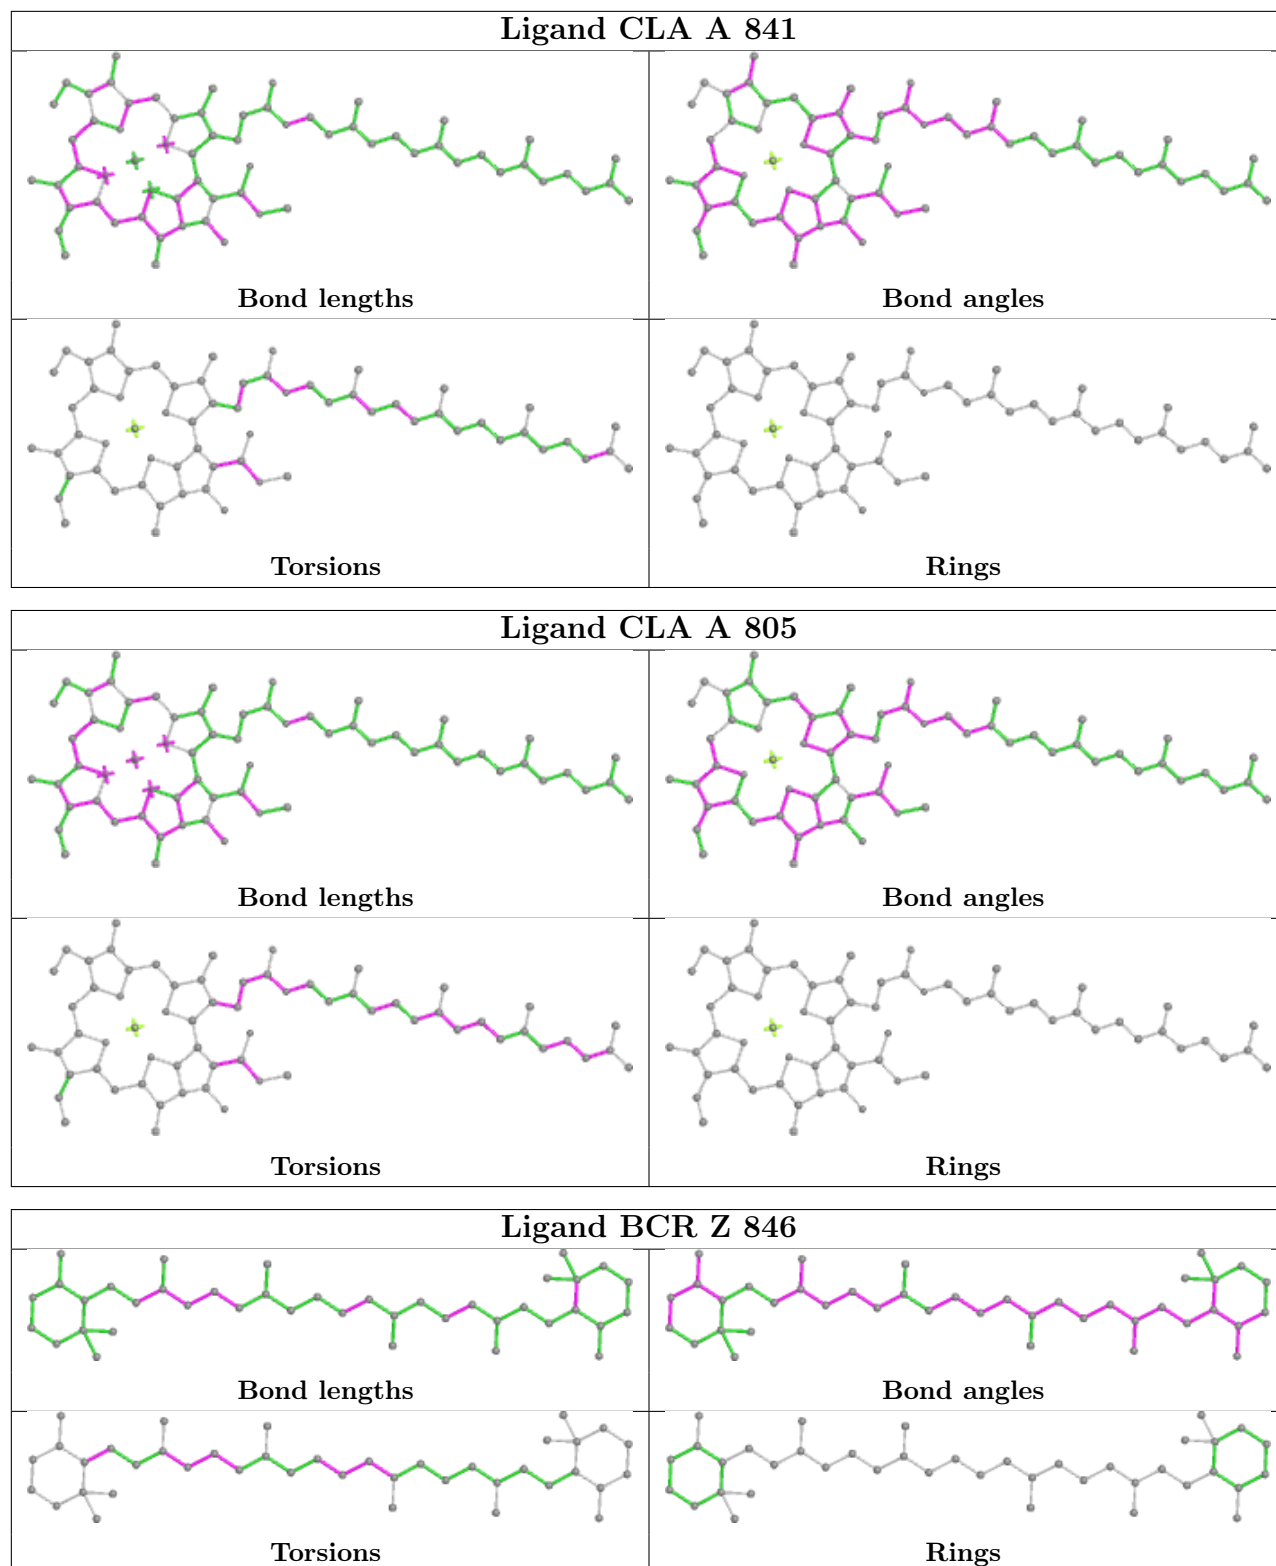 Ligand CLA A 841
Bond lengths
Bond angles
Torsions
Rings
Ligand CLA A 805
Bond lengths
Bond angles
Torsions
Rings
Ligand BCR Z 846
Bond lengths
Bond angles
Torsions
Rings